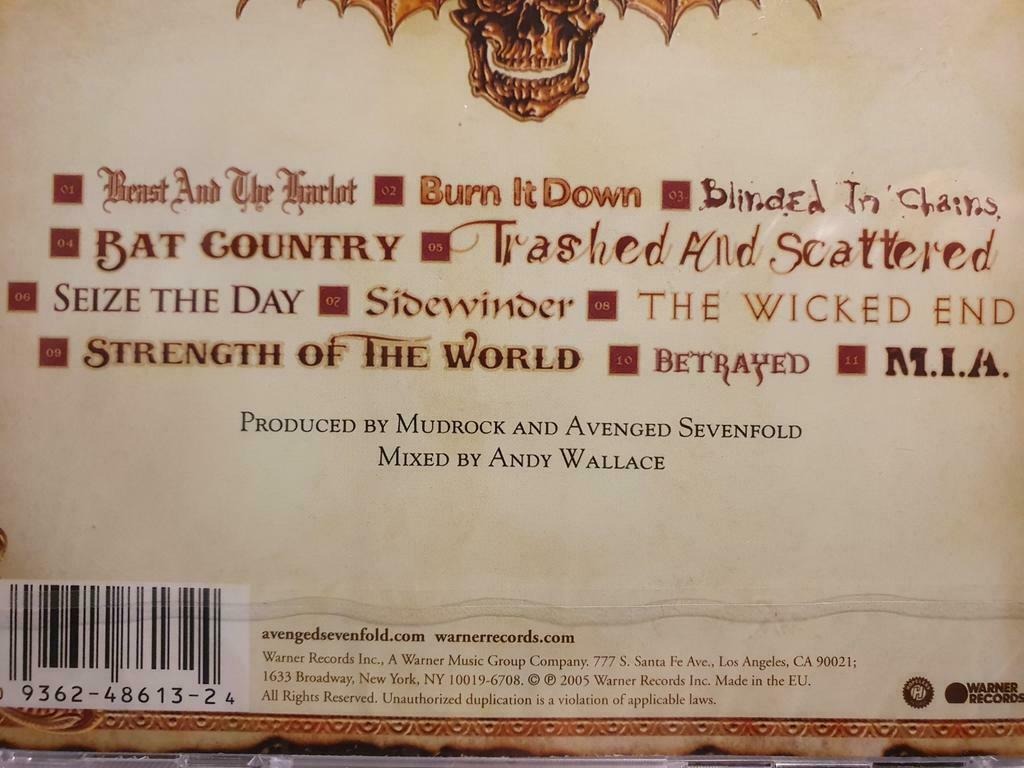 01 Beast And The Harlot 02 Burn It Down 03 Blinded In Chains
04 Bat Country 05 Trashed And Scattered
06 Seize the Day 07 Sidewinder 08 THE WICKED END
09 Strength of The World 10 Betrayed 11 M.I.A.
Produced by Mudrock and Avenged Sevenfold
Mixed by Andy Wallace
avengedsevenfold.com warnerrecords.com
Warner Records Inc., A Warner Music Group Company. 777 S. Santa Fe Ave., Los Angeles, CA 90021;
1633 Broadway, New York, NY 10019-6708. © ℗ 2005 Warner Records Inc. Made in the EU.
All Rights Reserved. Unauthorized duplication is a violation of applicable laws.
0 9362-48613-2 4
WARNER
RECORDS